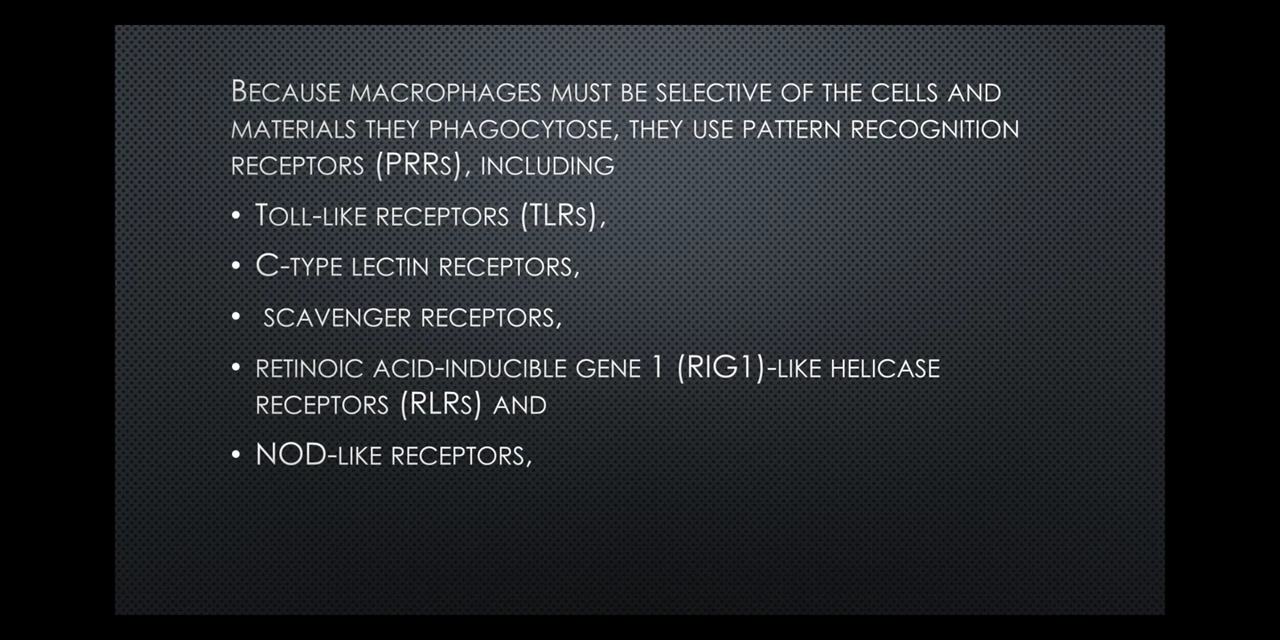 Because macrophages must be selective of the cells and
materials they phagocytose, they use pattern recognition
receptors (PRRs), including
• Toll-like receptors (TLRs),
• C-type lectin receptors,
• scavenger receptors,
• retinoic acid-inducible gene 1 (RIG1)-like helicase
receptors (RLRs) and
• NOD-like receptors,